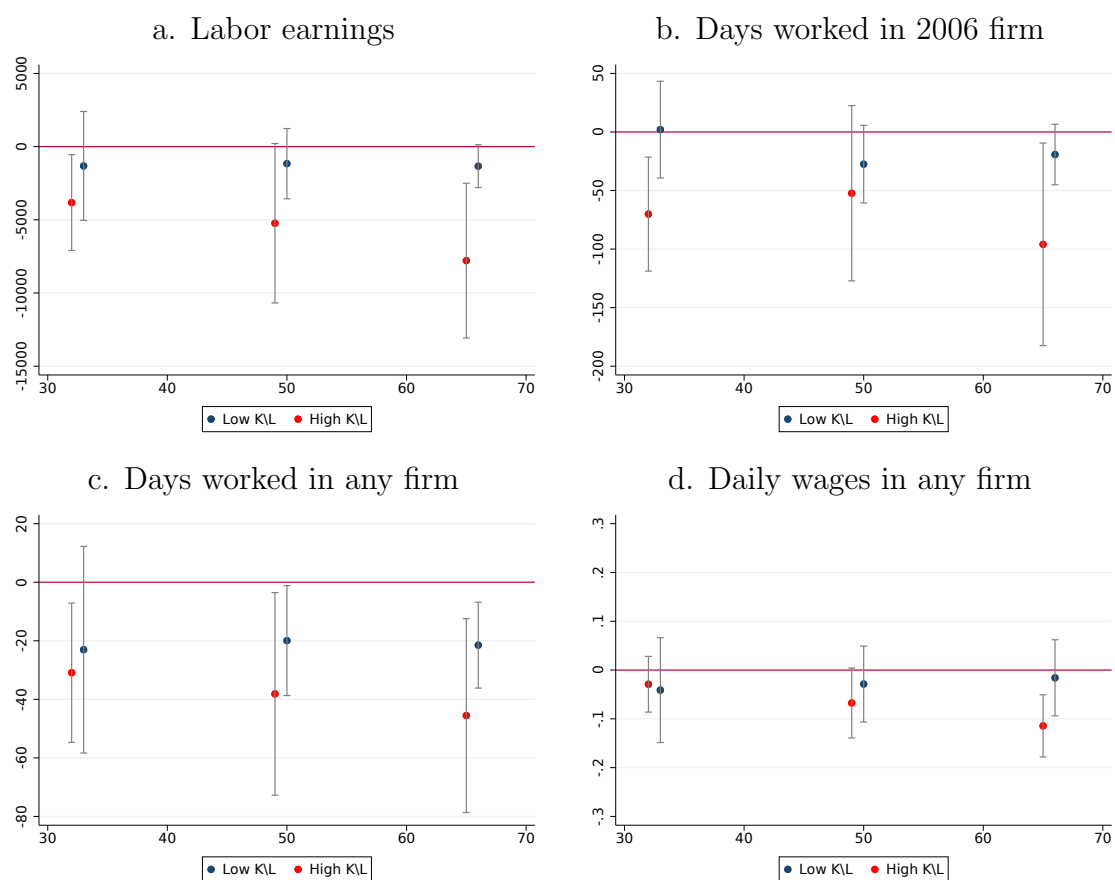 a. Labor earnings
5000
0
-5000
-10000
-15000
30 40 50 60 70
Low K\L High K\L
b. Days worked in 2006 firm
50
0
-50
-100
-150
-200
30 40 50 60 70
Low K\L High K\L
c. Days worked in any firm
20
0
-20
-40
-60
-80
30 40 50 60 70
Low K\L High K\L
d. Daily wages in any firm
.3
.2
.1
0
-.1
-.2
-.3
30 40 50 60 70
Low K\L High K\L